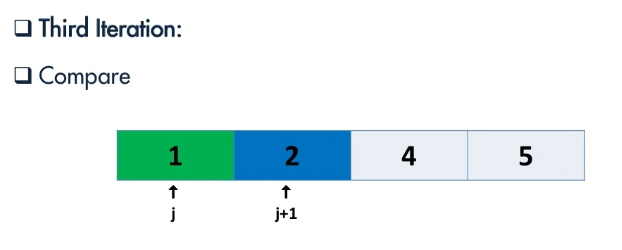 ❑ Third Iteration:
❑ Compare
1 2 4 5
↑ ↑
j j+1